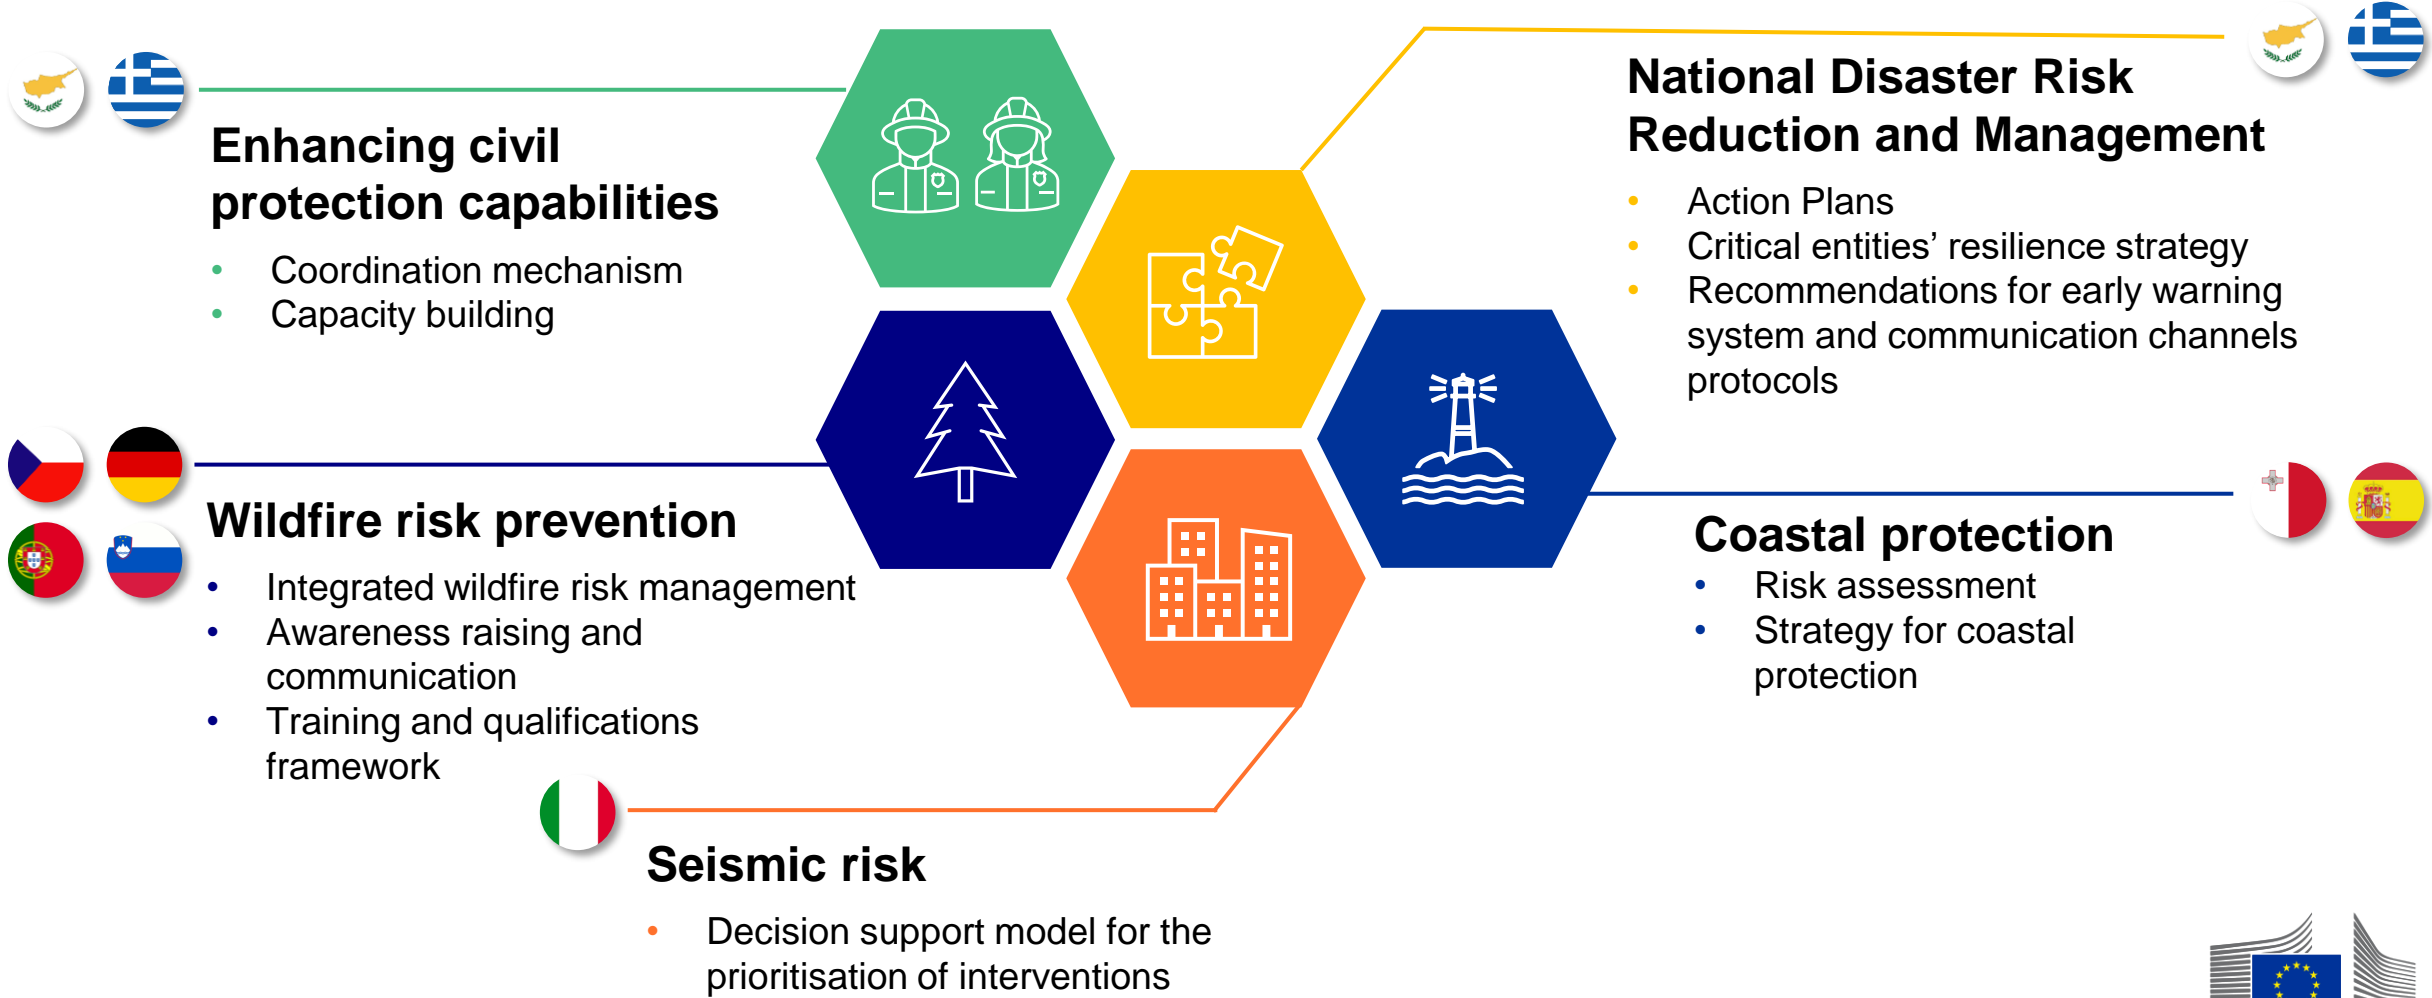 Enhancing civil
protection capabilities
• Coordination mechanism
• Capacity building
National Disaster Risk
Reduction and Management
• Action Plans
• Critical entities’ resilience strategy
• Recommendations for early warning
system and communication channels
protocols
Wildfire risk prevention
• Integrated wildfire risk management
• Awareness raising and
communication
• Training and qualifications
framework
Coastal protection
• Risk assessment
• Strategy for coastal
protection
Seismic risk
• Decision support model for the
prioritisation of interventions